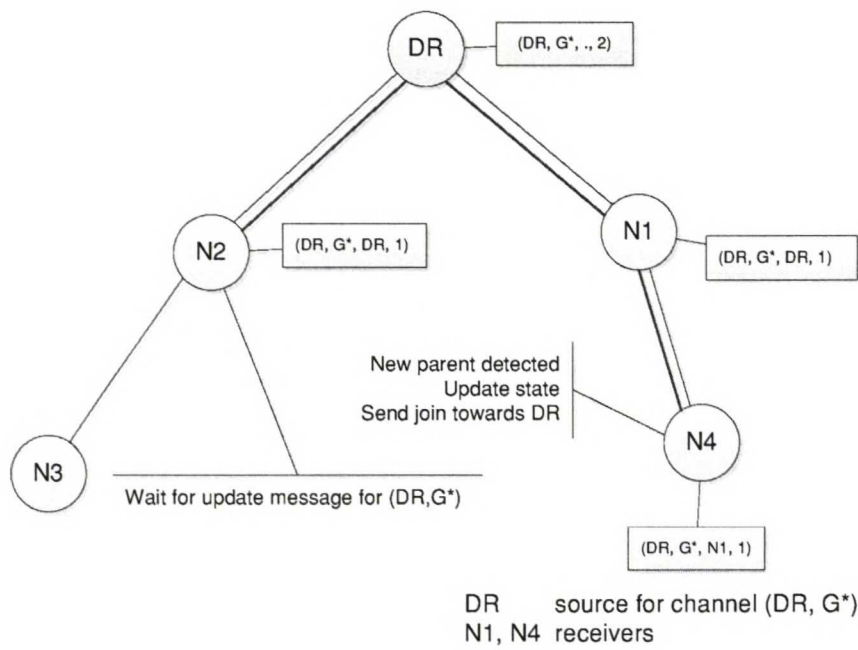 DR
(DR, G*, ., 2)
N2
(DR, G*, DR, 1)
N1
(DR, G*, DR, 1)
New parent detected
Update state
Send join towards DR
N4
N3
Wait for update message for (DR,G*)
(DR, G*, N1, 1)
DR source for channel (DR, G*)
N1, N4 receivers